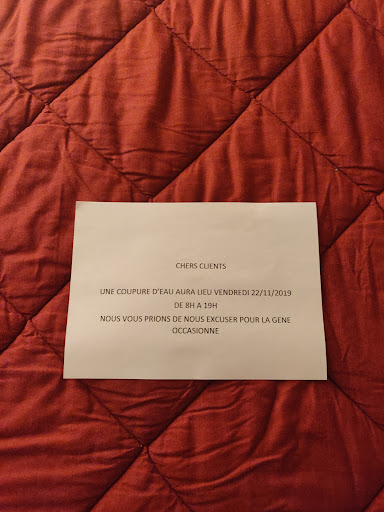 CHERS CLIENTS
UNE COUPURE D'EAU AURA LIEU VENDREDI 22/11/2019
DE 8H A 19H
NOUS VOUS PRIONS DE NOUS EXCUSER POUR LA GENE
OCCASIONNE